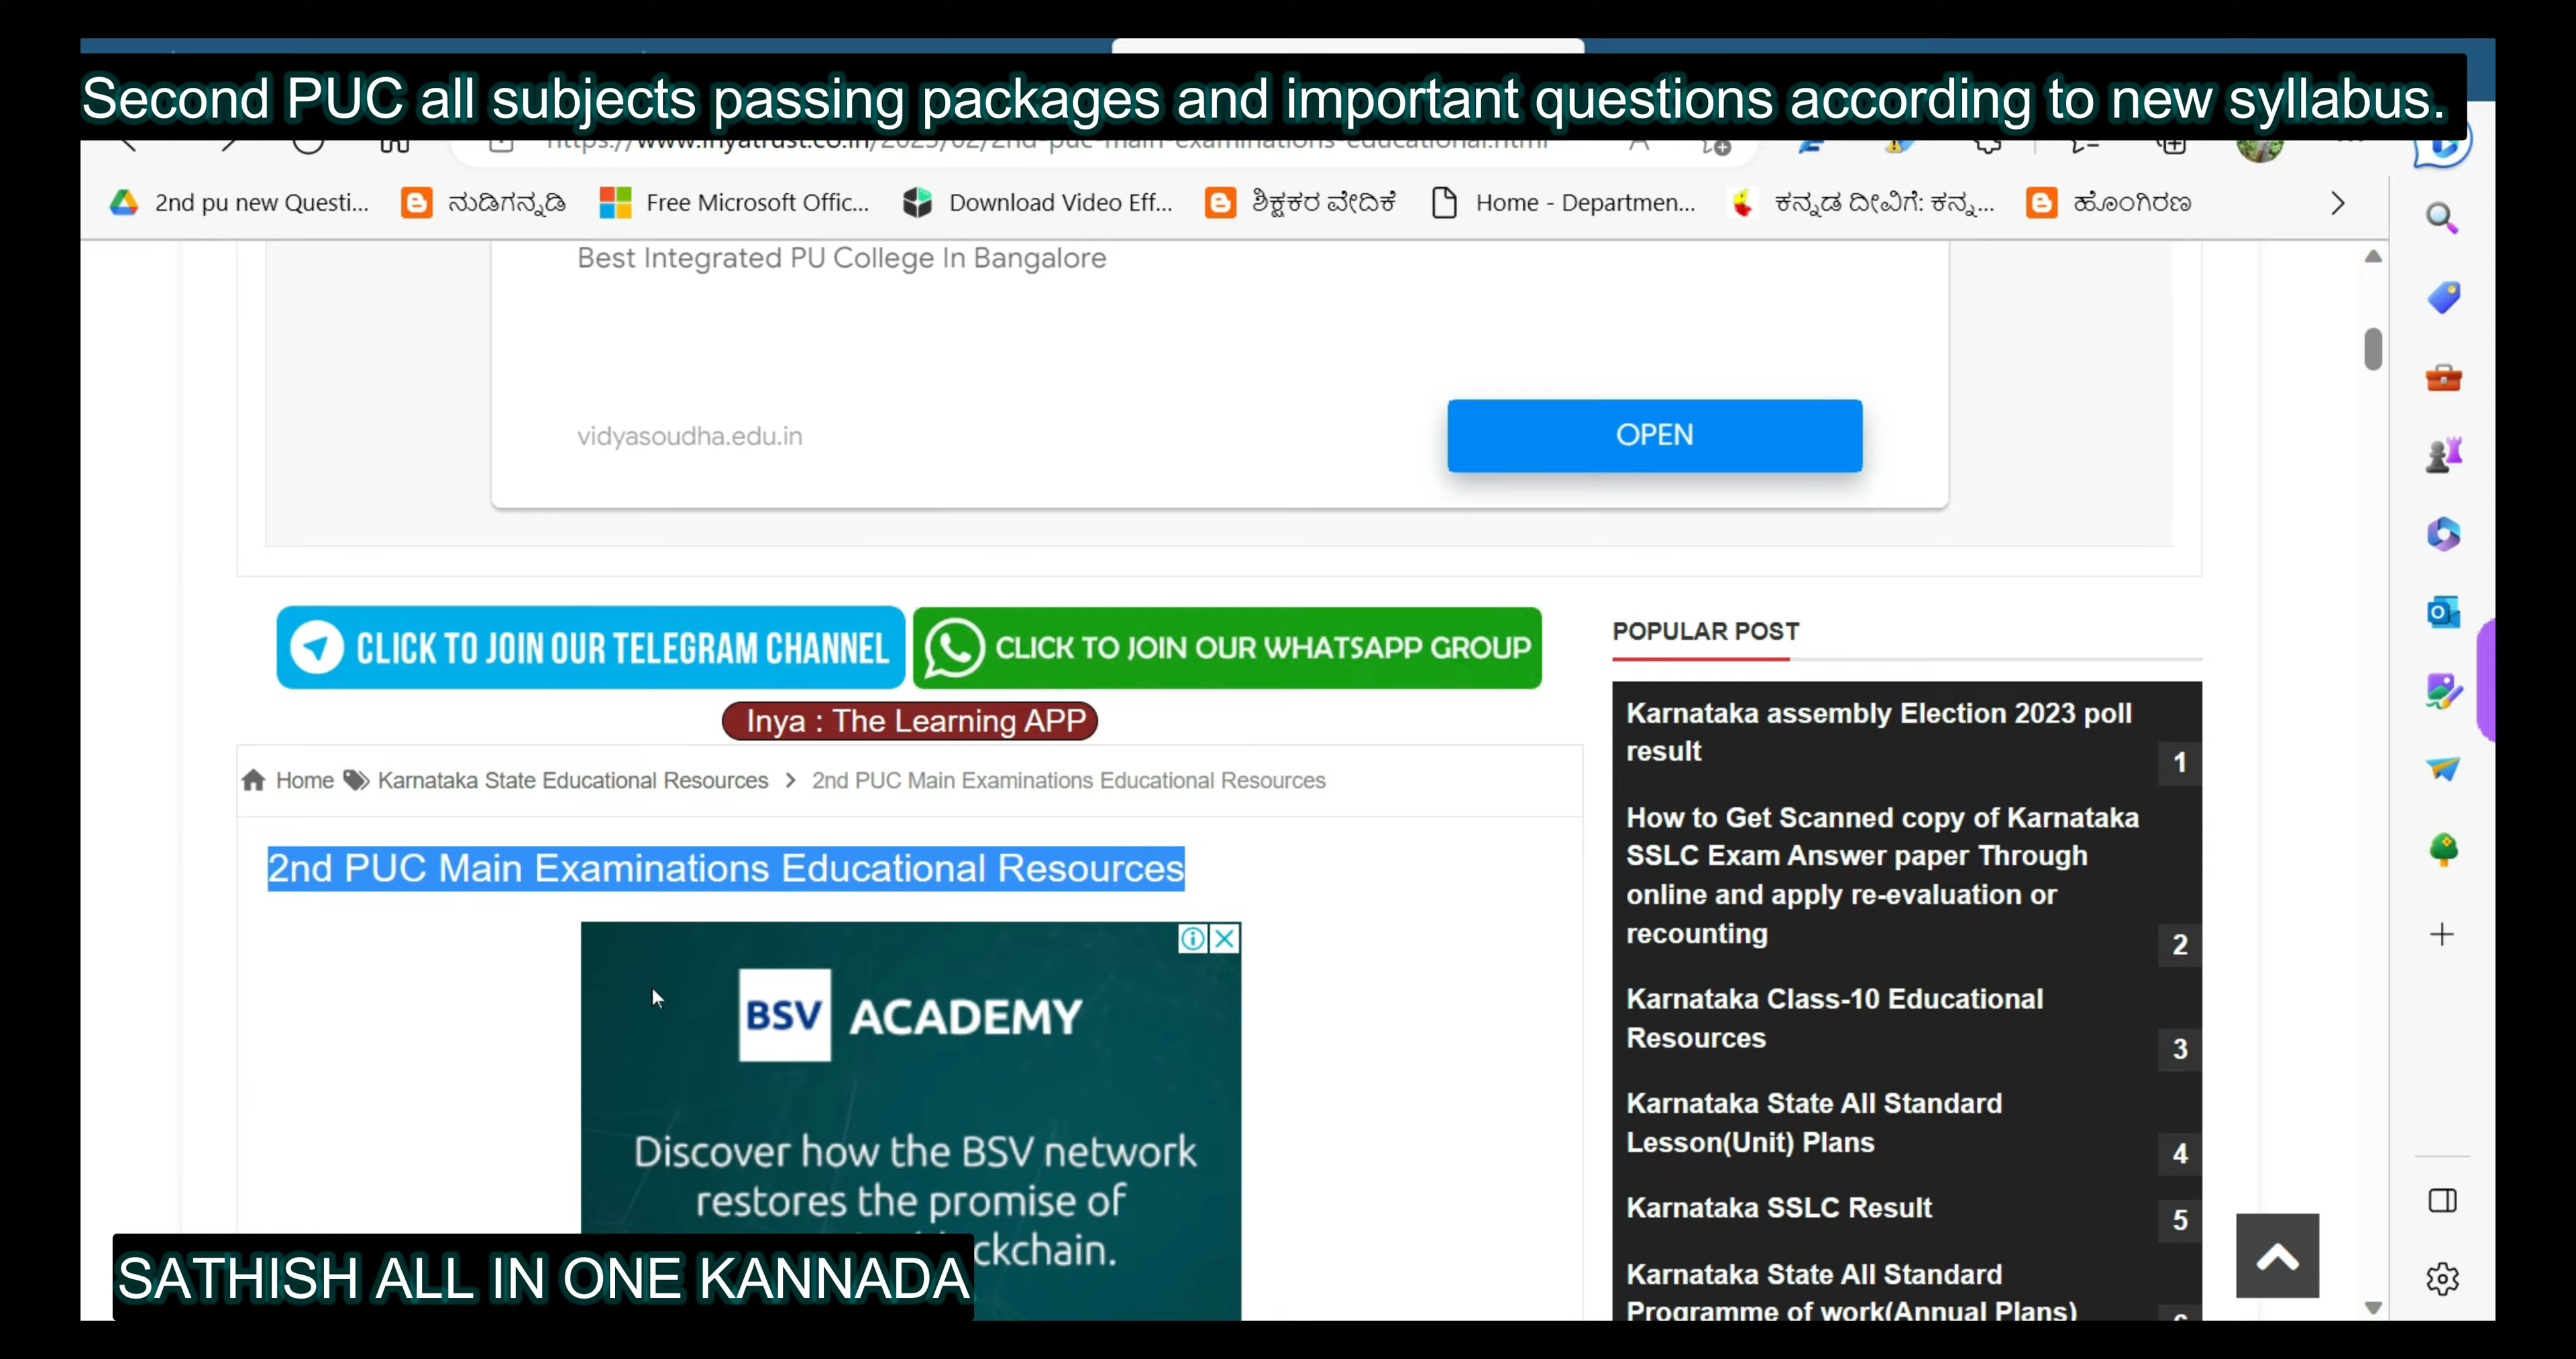 Second PUC all subjects passing packages and important questions according to new syllabus.
2nd pu new Questi... ನುಡಿಗನ್ನಡಿ Free Microsoft Offic... Download Video Eff... ಶಿಕ್ಷಕರ ವೇದಿಕೆ Home - Departmen... ಕನ್ನಡ ದೀವಿಗೆ: ಕನ್ನ... ಹೊಂಗಿರಣ
Best Integrated PU College In Bangalore
vidyasoudha.edu.in
OPEN
CLICK TO JOIN OUR TELEGRAM CHANNEL
CLICK TO JOIN OUR WHATSAPP GROUP
Inya : The Learning APP
Home Karnataka State Educational Resources > 2nd PUC Main Examinations Educational Resources
2nd PUC Main Examinations Educational Resources
BSV ACADEMY
Discover how the BSV network
restores the promise of
ckchain.
POPULAR POST
Karnataka assembly Election 2023 poll
result
1
How to Get Scanned copy of Karnataka
SSLC Exam Answer paper Through
online and apply re-evaluation or
recounting
2
Karnataka Class-10 Educational
Resources
3
Karnataka State All Standard
Lesson(Unit) Plans
4
Karnataka SSLC Result
5
Karnataka State All Standard
Programme of work(Annual Plans)
SATHISH ALL IN ONE KANNADA